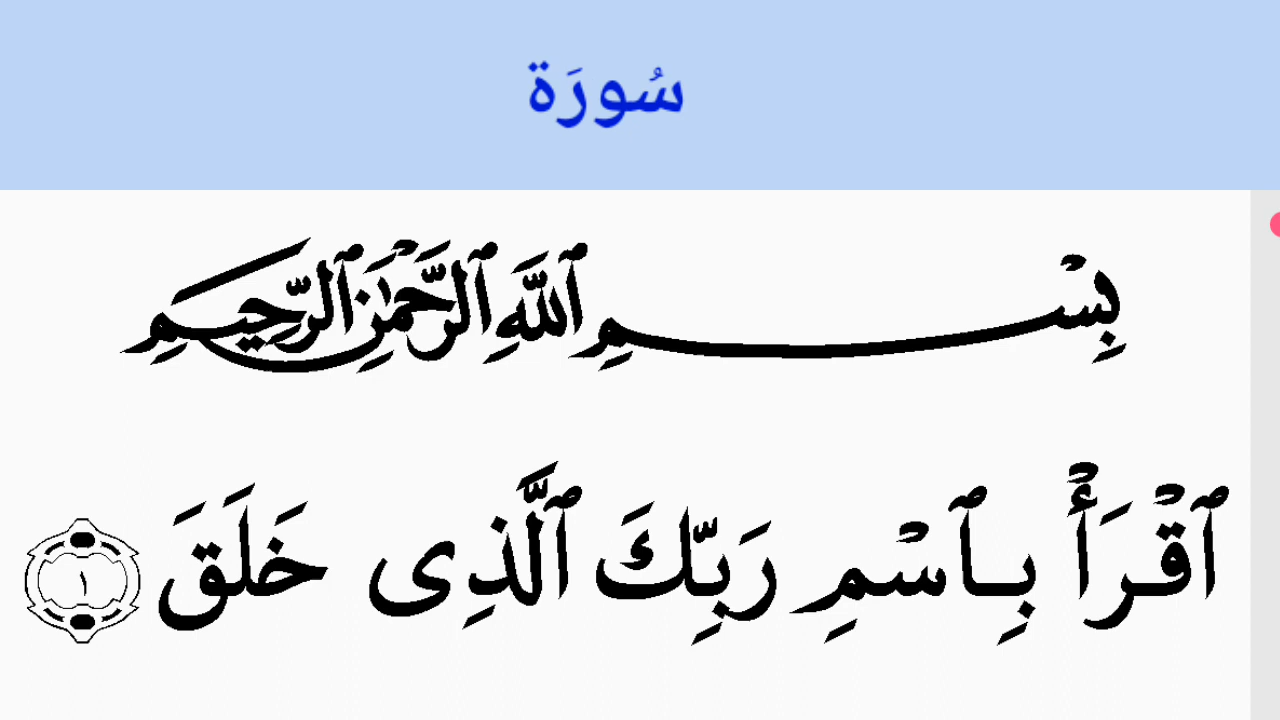 سُورَة
بِسْمِ ٱللَّهِ ٱلرَّحْمَٰنِ ٱلرَّحِيمِ
ٱقْرَأْ بِٱسْمِ رَبِّكَ ٱلَّذِى خَلَقَ ١